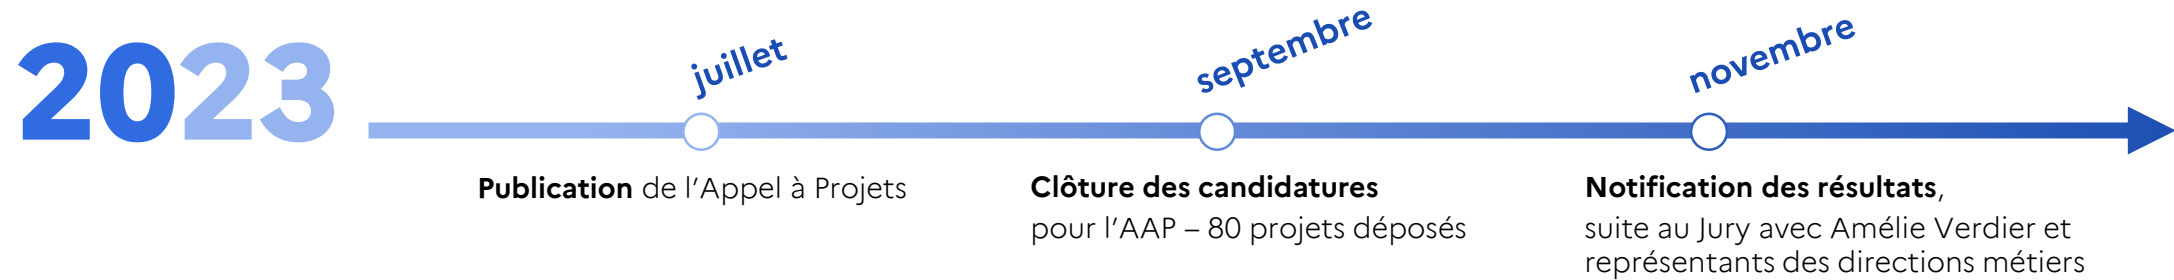 2023
juillet
septembre
novembre
Publication de l'Appel à Projets
Clôture des candidatures
pour l'AAP – 80 projets déposés
Notification des résultats,
suite au Jury avec Amélie Verdier et
représentants des directions métiers